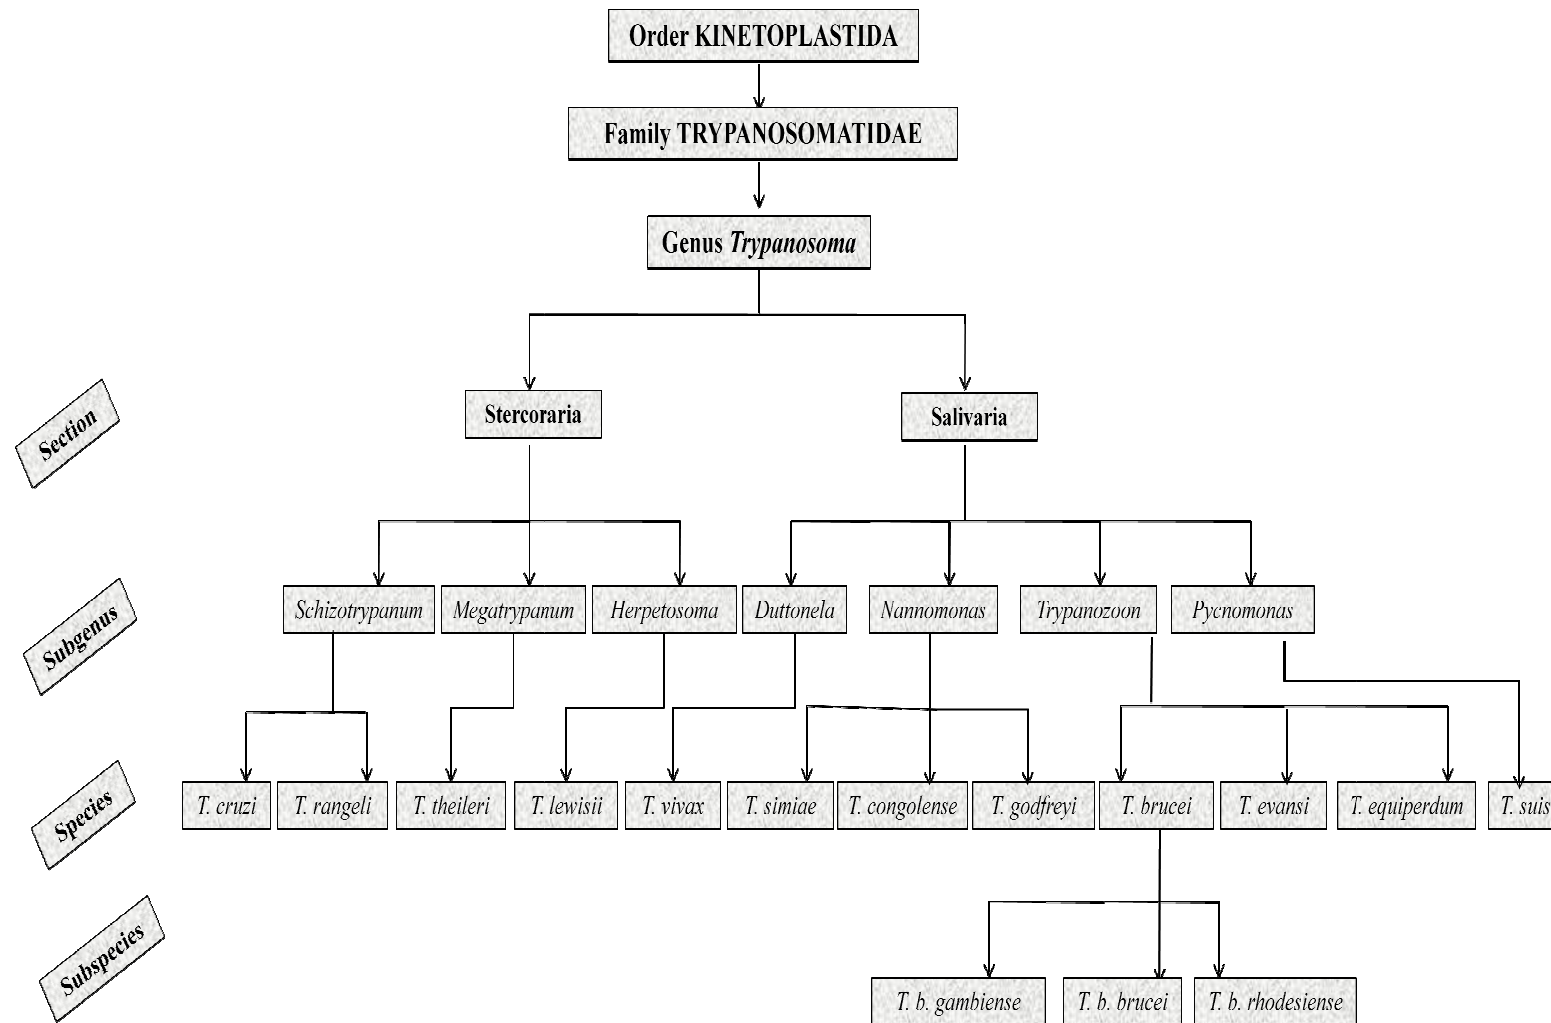 Order KINETOPLASTIDA
Family TRYPANOSOMATIDAE
Genus Trypanosoma
Section
Stercoraria
Salivaria
Subgenus
Schizotrypanum
Megatrypanum
Herpetosoma
Duttonela
Nannomonas
Trypanozoon
Pycnomonas
Species
T. cruzi
T. rangeli
T. theileri
T. lewisii
T. vivax
T. simiae
T. congolense
T. godfreyi
T. brucei
T. evansi
T. equiperdum
T. suis
Subspecies
T. b. gambiense
T. b. brucei
T. b. rhodesiense